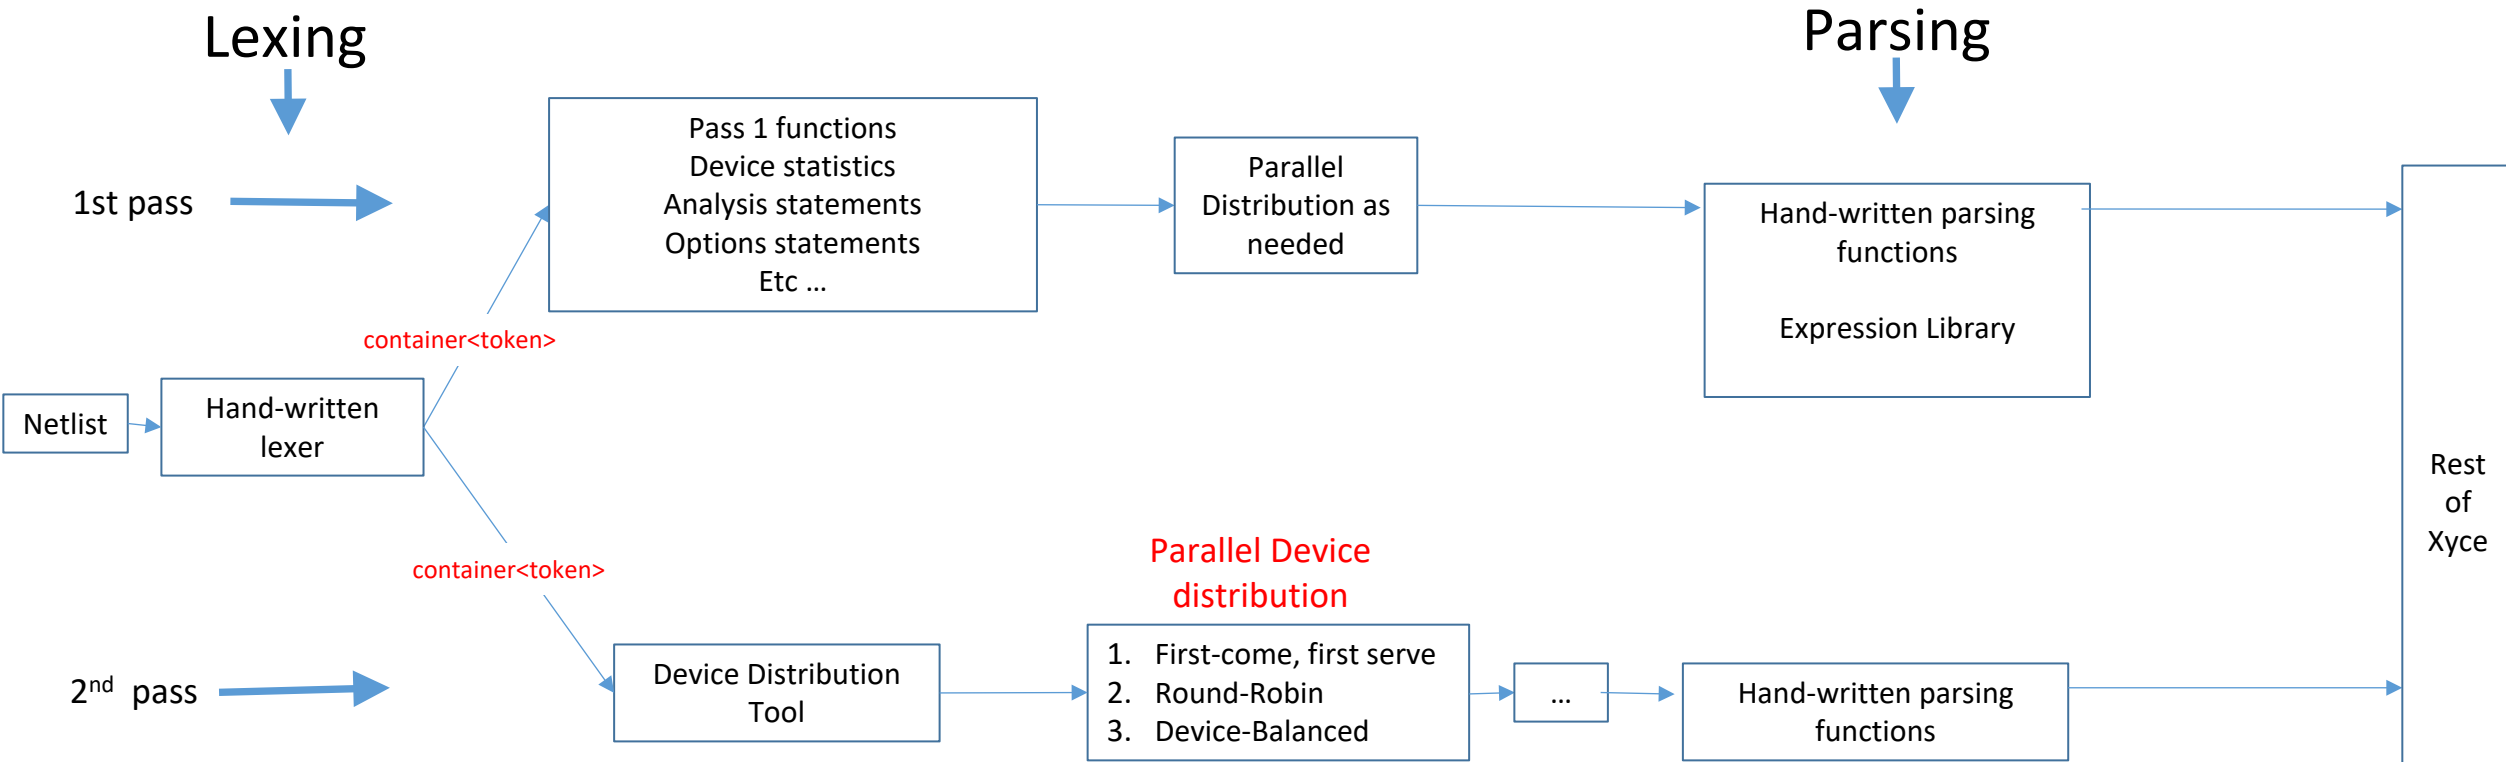 Lexing
Parsing
1st pass
Pass 1 functions
Device statistics
Analysis statements
Options statements
Etc …
Parallel
Distribution as
needed
Hand-written parsing
functions
Expression Library
container<token>
Netlist
Hand-written
lexer
Rest
of
Xyce
container<token>
Parallel Device
distribution
2nd pass
Device Distribution
Tool
1. First-come, first serve
2. Round-Robin
3. Device-Balanced
…
Hand-written parsing
functions